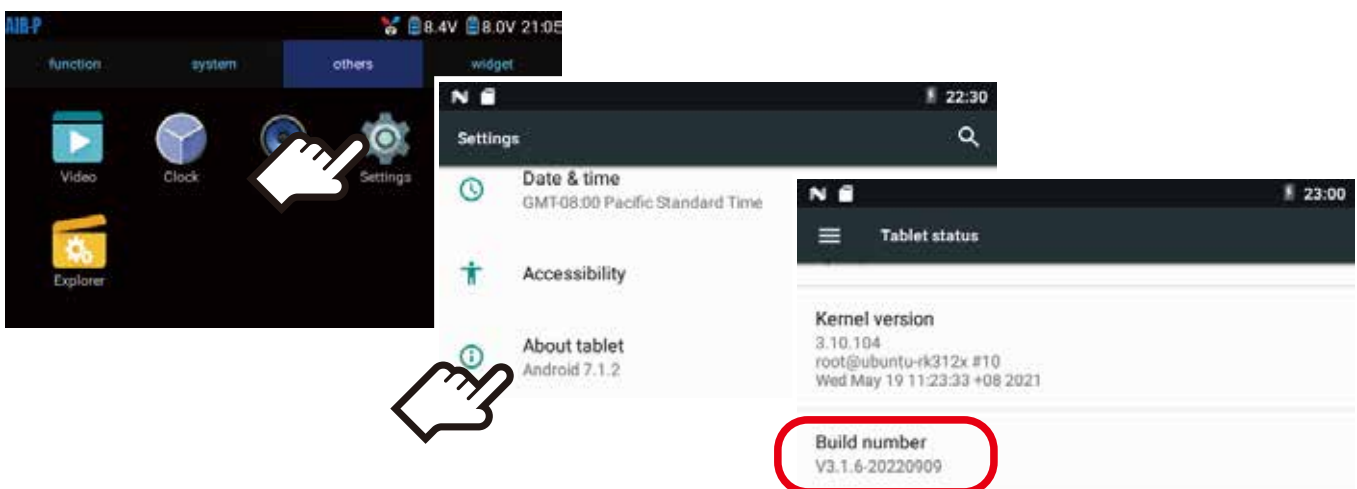 8.4V 8.0V 21:05
function system others widget
Video
Clock
Settings
Explorer
N 22:30
Settings
Date & time
GMT-08:00 Pacific Standard Time
Accessibility
About tablet
Android 7.1.2
N 23:00
Tablet status
Kernel version
3.10.104
root@ubuntu-rk312x #10
Wed May 19 11:23:33 +08 2021
Build number
V3.1.6-20220909